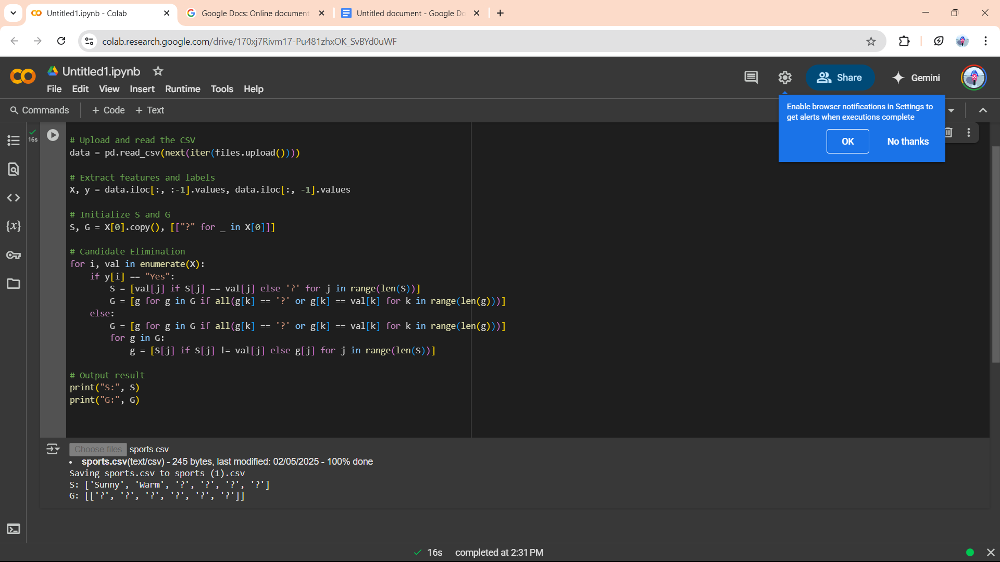 Untitled1.ipynb - Colab
Google Docs: Online document
Untitled document - Google Do
colab.research.google.com/drive/170xj7Rivm17-Pu481zhxOK_SvBYd0uWF
CO
Untitled1.ipynb
Share
Gemini
File Edit View Insert Runtime Tools Help
Commands + Code + Text
Enable browser notifications in Settings to
get alerts when executions complete
OK No thanks
16s
# Upload and read the CSV
data = pd.read_csv(next(iter(files.upload())))
# Extract features and labels
X, y = data.iloc[:, :-1].values, data.iloc[:, -1].values
# Initialize S and G
S, G = X[0].copy(), [["?" for _ in X[0]]]
# Candidate Elimination
for i, val in enumerate(X):
    if y[i] == "Yes":
        S = [val[j] if S[j] == val[j] else '?' for j in range(len(S))]
        G = [g for g in G if all(g[k] == '?' or g[k] == val[k] for k in range(len(g)))]
    else:
        G = [g for g in G if all(g[k] == '?' or g[k] == val[k] for k in range(len(g)))]
        for g in G:
            g = [S[j] if S[j] != val[j] else g[j] for j in range(len(S))]
# Output result
print("S:", S)
print("G:", G)
Choose files sports.csv
• sports.csv(text/csv) - 245 bytes, last modified: 02/05/2025 - 100% done
Saving sports.csv to sports (1).csv
S: ['Sunny', 'Warm', '?', '?', '?', '?']
G: [['?', '?', '?', '?', '?', '?']]
16s completed at 2:31 PM